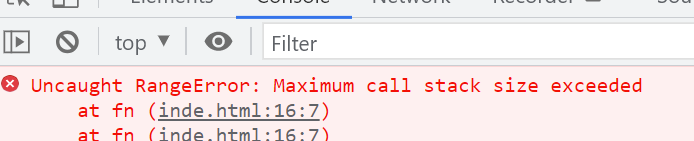 Elements Console Network Recorder
top ▼ Filter
Uncaught RangeError: Maximum call stack size exceeded
at fn (inde.html:16:7)
at fn (inde.html:16:7)